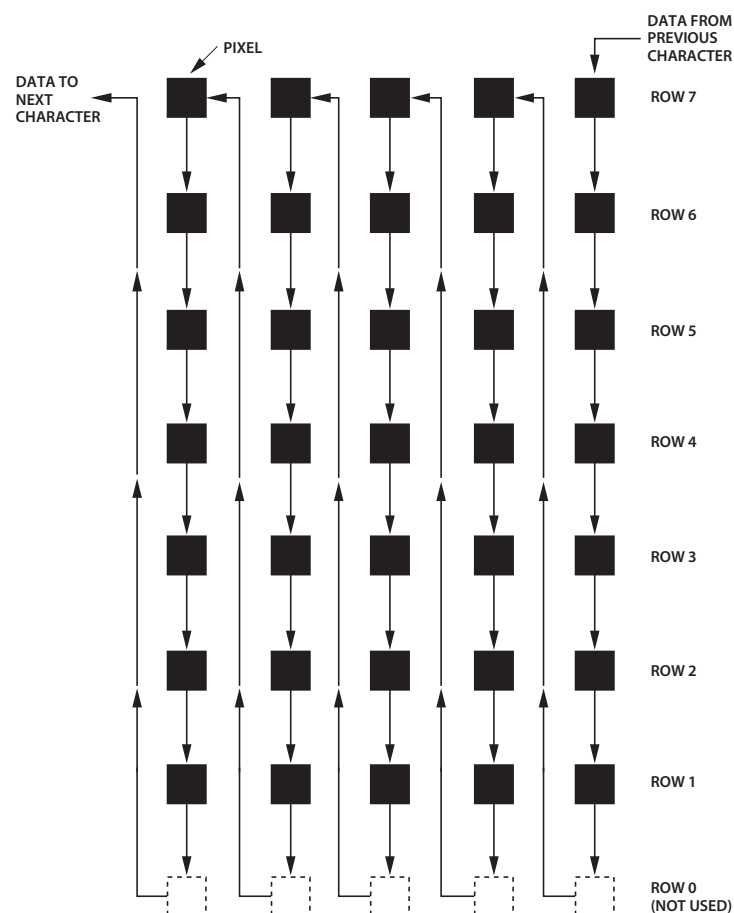 DATA FROM
PREVIOUS
CHARACTER
PIXEL
DATA TO
NEXT
CHARACTER
ROW 7
ROW 6
ROW 5
ROW 4
ROW 3
ROW 2
ROW 1
ROW 0
(NOT USED)